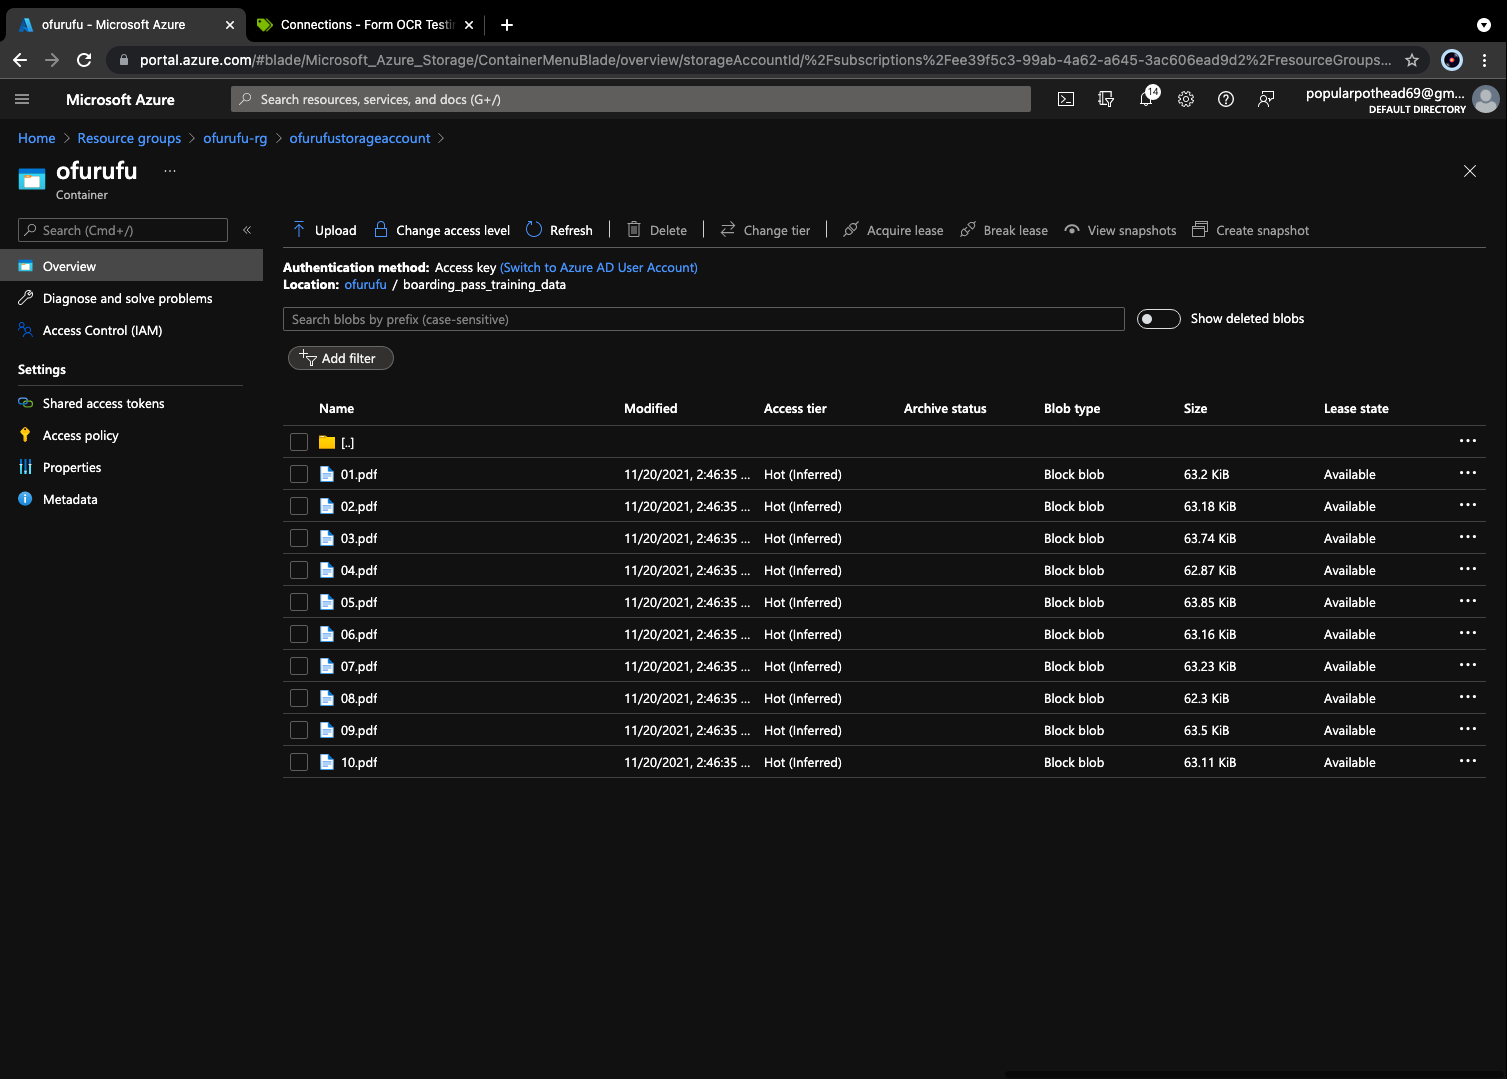 ofurufu - Microsoft Azure
Connections - Form OCR Testin
portal.azure.com/#blade/Microsoft_Azure_Storage/ContainerMenuBlade/overview/storageAccountId/%2Fsubscriptions%2Fee39f5c3-99ab-4a62-a645-3ac606ead9d2%2FresourceGroups...
Microsoft Azure
Search resources, services, and docs (G+/)
14
popularpothead69@gm...
DEFAULT DIRECTORY
Home > Resource groups > ofurufu-rg > ofurufustorageaccount >
ofurufu ...
Container
Search (Cmd+/) «
Overview
Diagnose and solve problems
Access Control (IAM)
Settings
Shared access tokens
Access policy
Properties
Metadata
Upload Change access level Refresh Delete Change tier Acquire lease Break lease View snapshots Create snapshot
Authentication method: Access key (Switch to Azure AD User Account)
Location: ofurufu / boarding_pass_training_data
Search blobs by prefix (case-sensitive) Show deleted blobs
Add filter
Name Modified Access tier Archive status Blob type Size Lease state
[..]
01.pdf 11/20/2021, 2:46:35 ... Hot (Inferred) Block blob 63.2 KiB Available
02.pdf 11/20/2021, 2:46:35 ... Hot (Inferred) Block blob 63.18 KiB Available
03.pdf 11/20/2021, 2:46:35 ... Hot (Inferred) Block blob 63.74 KiB Available
04.pdf 11/20/2021, 2:46:35 ... Hot (Inferred) Block blob 62.87 KiB Available
05.pdf 11/20/2021, 2:46:35 ... Hot (Inferred) Block blob 63.85 KiB Available
06.pdf 11/20/2021, 2:46:35 ... Hot (Inferred) Block blob 63.16 KiB Available
07.pdf 11/20/2021, 2:46:35 ... Hot (Inferred) Block blob 63.23 KiB Available
08.pdf 11/20/2021, 2:46:35 ... Hot (Inferred) Block blob 62.3 KiB Available
09.pdf 11/20/2021, 2:46:35 ... Hot (Inferred) Block blob 63.5 KiB Available
10.pdf 11/20/2021, 2:46:35 ... Hot (Inferred) Block blob 63.11 KiB Available